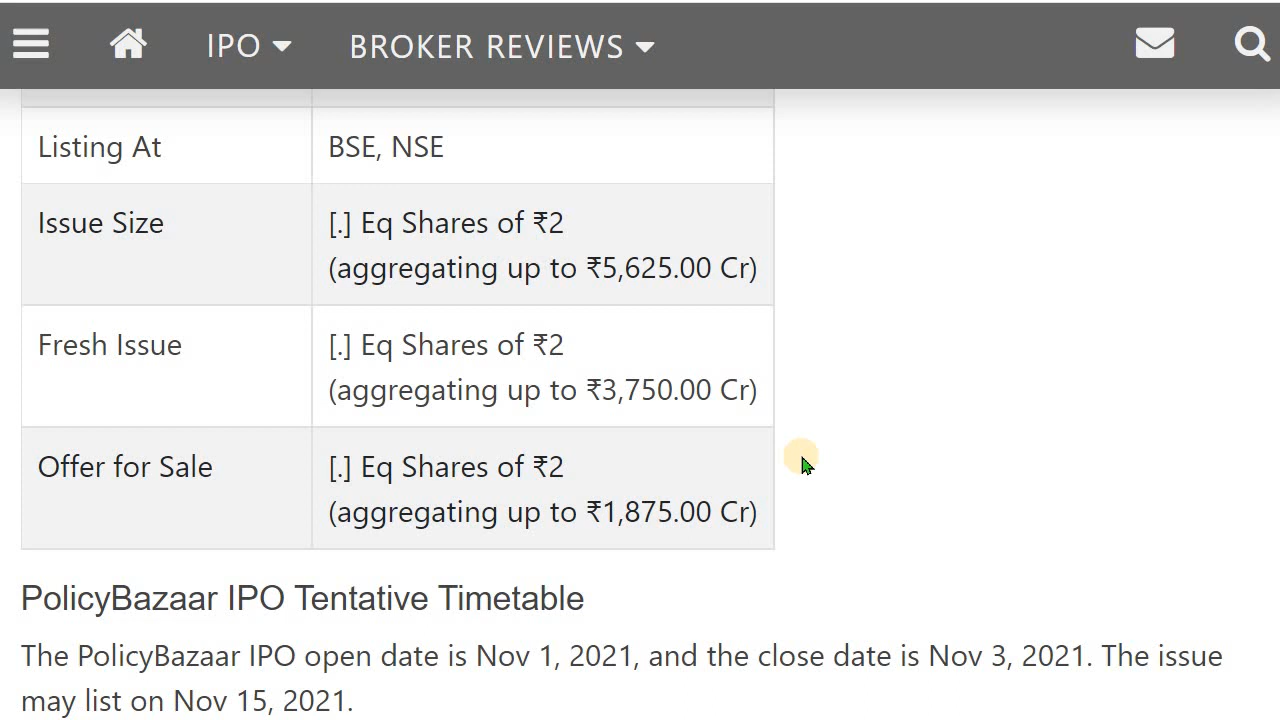 IPO BROKER REVIEWS
Listing At BSE, NSE
Issue Size [.] Eq Shares of ₹2
(aggregating up to ₹5,625.00 Cr)
Fresh Issue [.] Eq Shares of ₹2
(aggregating up to ₹3,750.00 Cr)
Offer for Sale [.] Eq Shares of ₹2
(aggregating up to ₹1,875.00 Cr)
PolicyBazaar IPO Tentative Timetable
The PolicyBazaar IPO open date is Nov 1, 2021, and the close date is Nov 3, 2021. The issue
may list on Nov 15, 2021.